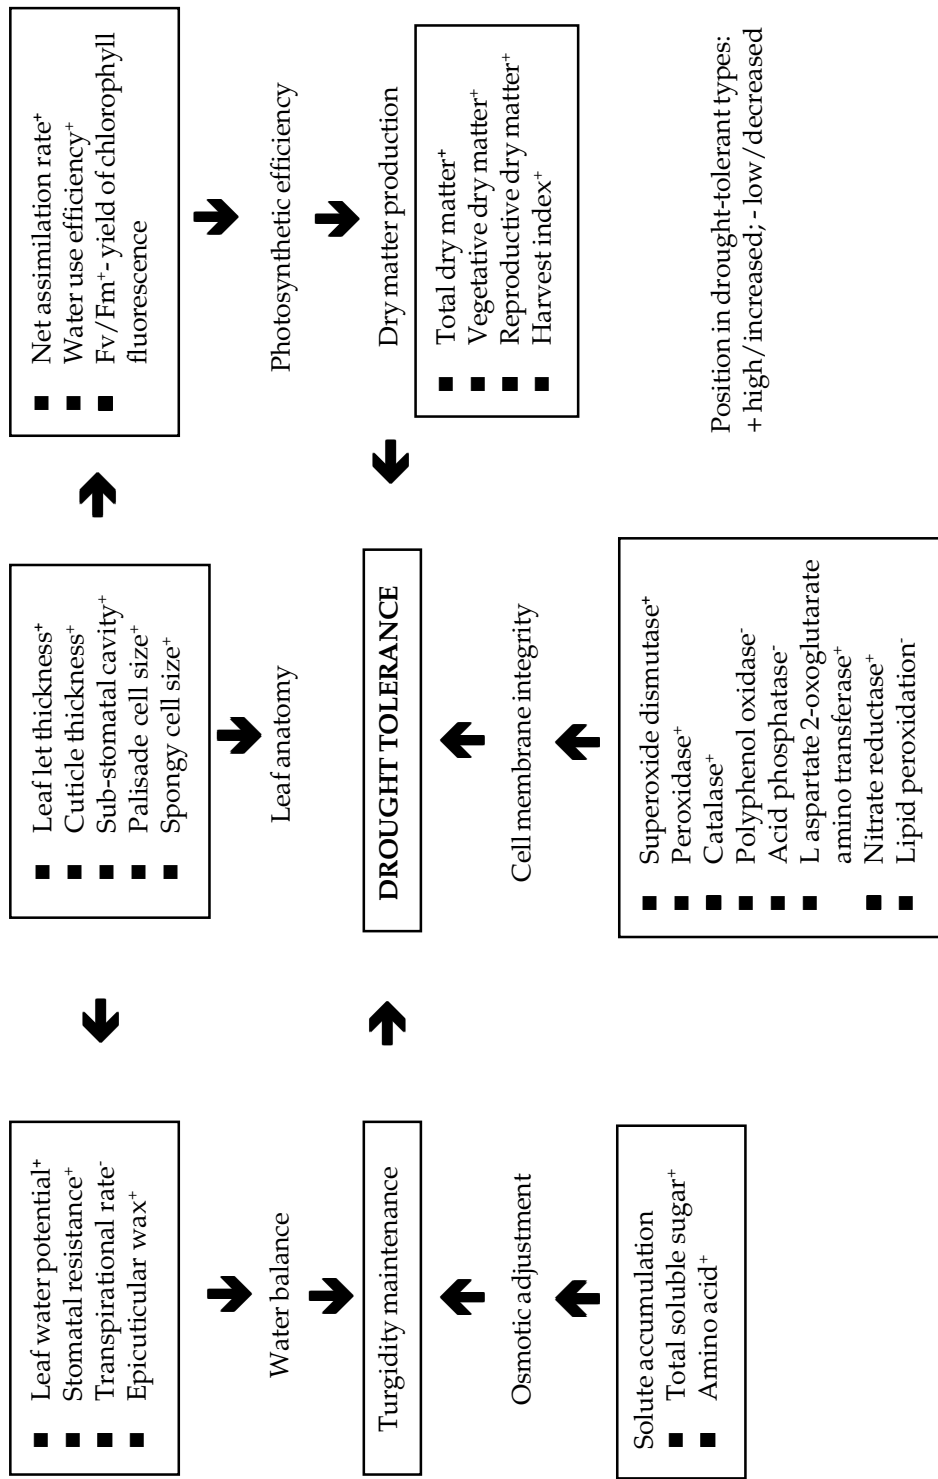 Leaf water potential⁺
Stomatal resistance⁺
Transpirational rate⁻
Epicuticular wax⁺
Water balance
Turgidity maintenance
Osmotic adjustment
Solute accumulation
Total soluble sugar⁺
Amino acid⁺
Leaf let thickness⁺
Cuticle thickness⁺
Sub-stomatal cavity⁺
Palisade cell size⁺
Spongy cell size⁺
Leaf anatomy
DROUGHT TOLERANCE
Cell membrane integrity
Superoxide dismutase⁺
Peroxidase⁺
Catalase⁺
Polyphenol oxidase⁻
Acid phosphatase⁻
L aspartate 2-oxoglutarate
amino transferase⁺
Nitrate reductase⁺
Lipid peroxidation⁻
Net assimilation rate⁺
Water use efficiency⁺
Fv/Fm⁺- yield of chlorophyll
fluorescence
Photosynthetic efficiency
Dry matter production
Total dry matter⁺
Vegetative dry matter⁺
Reproductive dry matter⁺
Harvest index⁺
Position in drought-tolerant types:
+ high/increased; - low/decreased